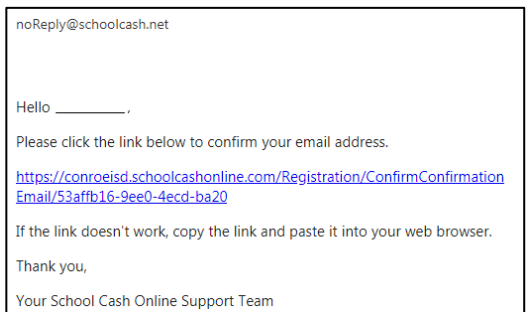 noReply@schoolcash.net
Hello __________,
Please click the link below to confirm your email address.
https://conroeisd.schoolcashonline.com/Registration/ConfirmConfirmation
Email/53affb16-9ee0-4ecd-ba20
If the link doesn't work, copy the link and paste it into your web browser.
Thank you,
Your School Cash Online Support Team